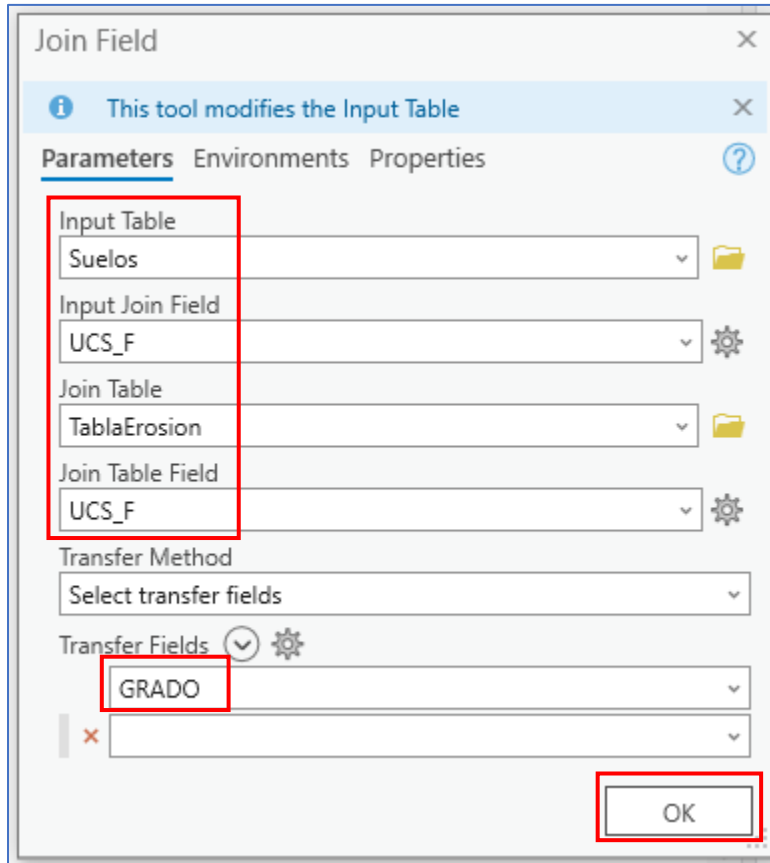 Join Field
This tool modifies the Input Table
Parameters Environments Properties
Input Table
Suelos
Input Join Field
UCS_F
Join Table
TablaErosion
Join Table Field
UCS_F
Transfer Method
Select transfer fields
Transfer Fields
GRADO
OK